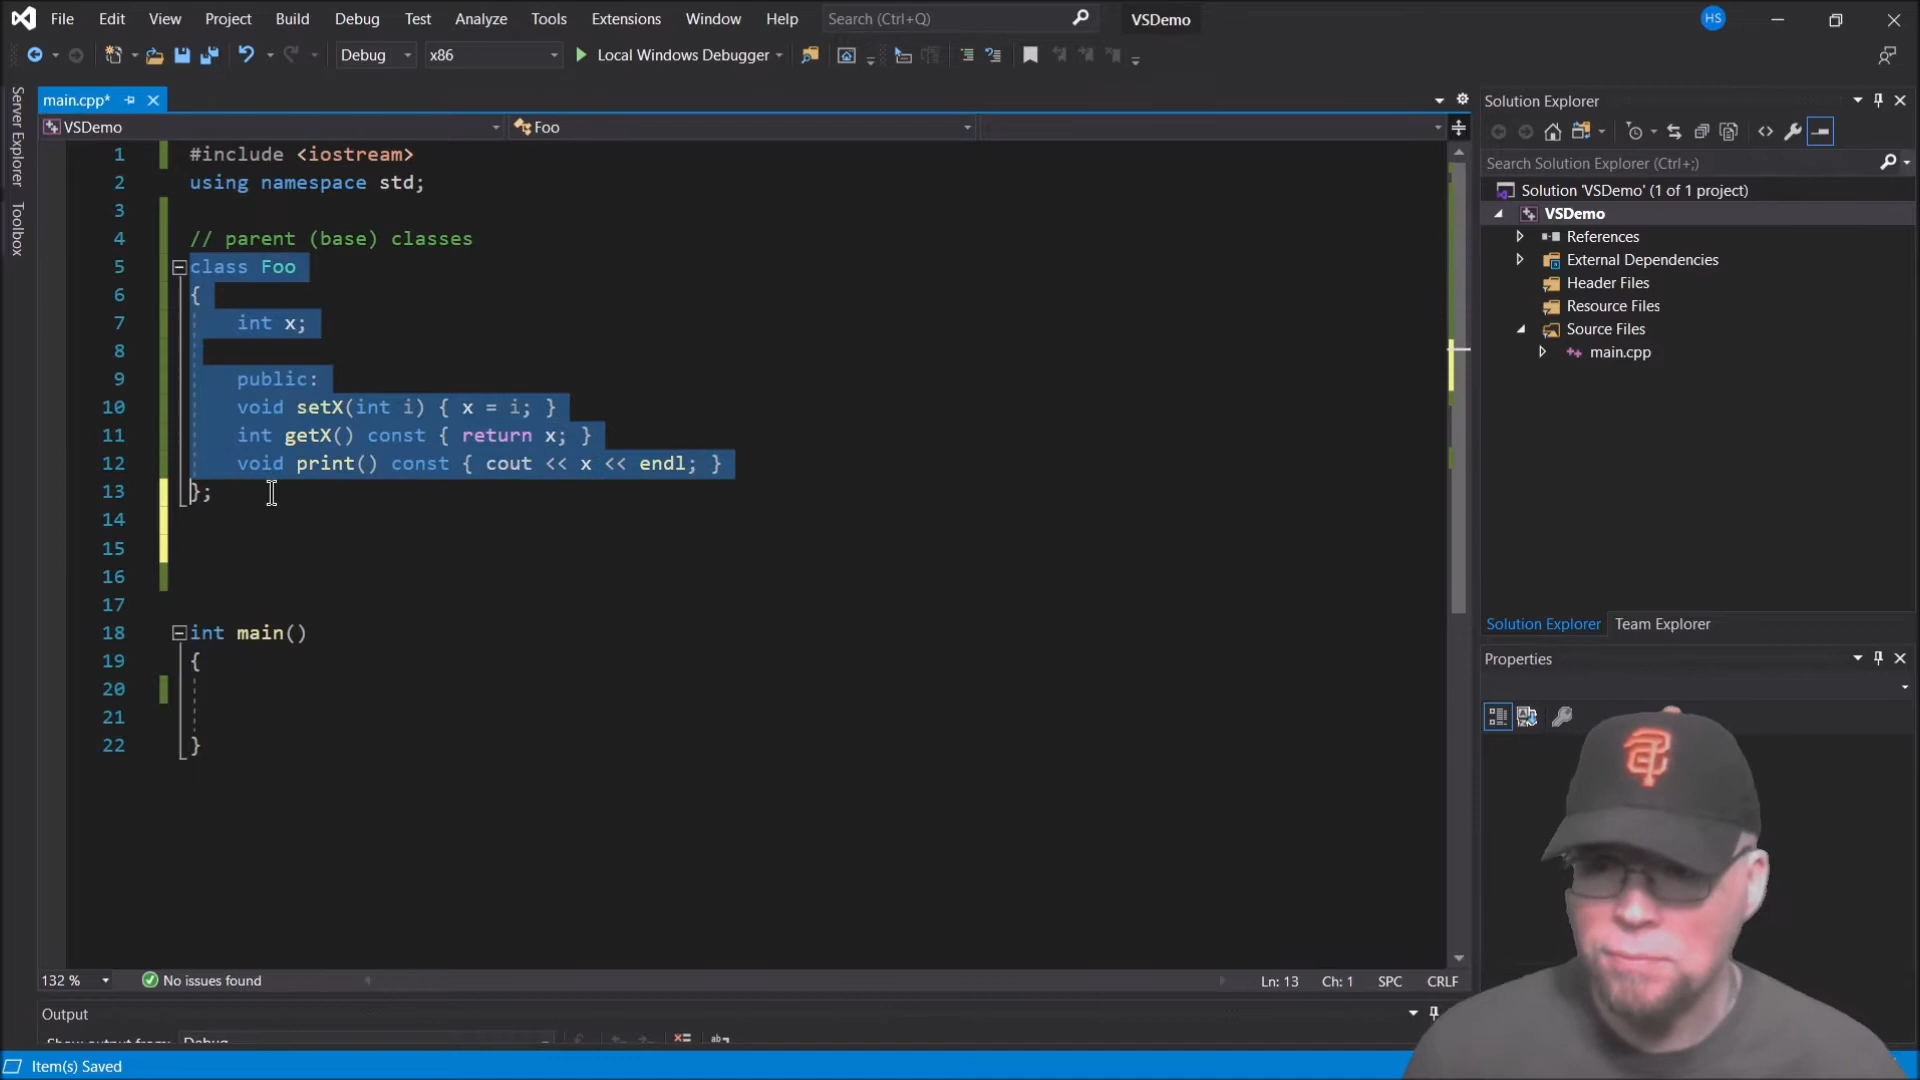 File Edit View Project Build Debug Test Analyze Tools Extensions Window Help Search (Ctrl+Q) VSDemo HS
Debug x86 Local Windows Debugger
Server Explorer
Toolbox
main.cpp*
VSDemo Foo
1 #include <iostream>
2 using namespace std;
3
4 // parent (base) classes
5 class Foo
6 {
7 int x;
8
9 public:
10 void setX(int i) { x = i; }
11 int getX() const { return x; }
12 void print() const { cout << x << endl; }
13 };
14
15
16
17
18 int main()
19 {
20
21
22 }
132 % No issues found Ln: 13 Ch: 1 SPC CRLF
Output
Show output from: Debug
Item(s) Saved
Solution Explorer
Search Solution Explorer (Ctrl+;)
Solution 'VSDemo' (1 of 1 project)
VSDemo
References
External Dependencies
Header Files
Resource Files
Source Files
main.cpp
Solution Explorer Team Explorer
Properties